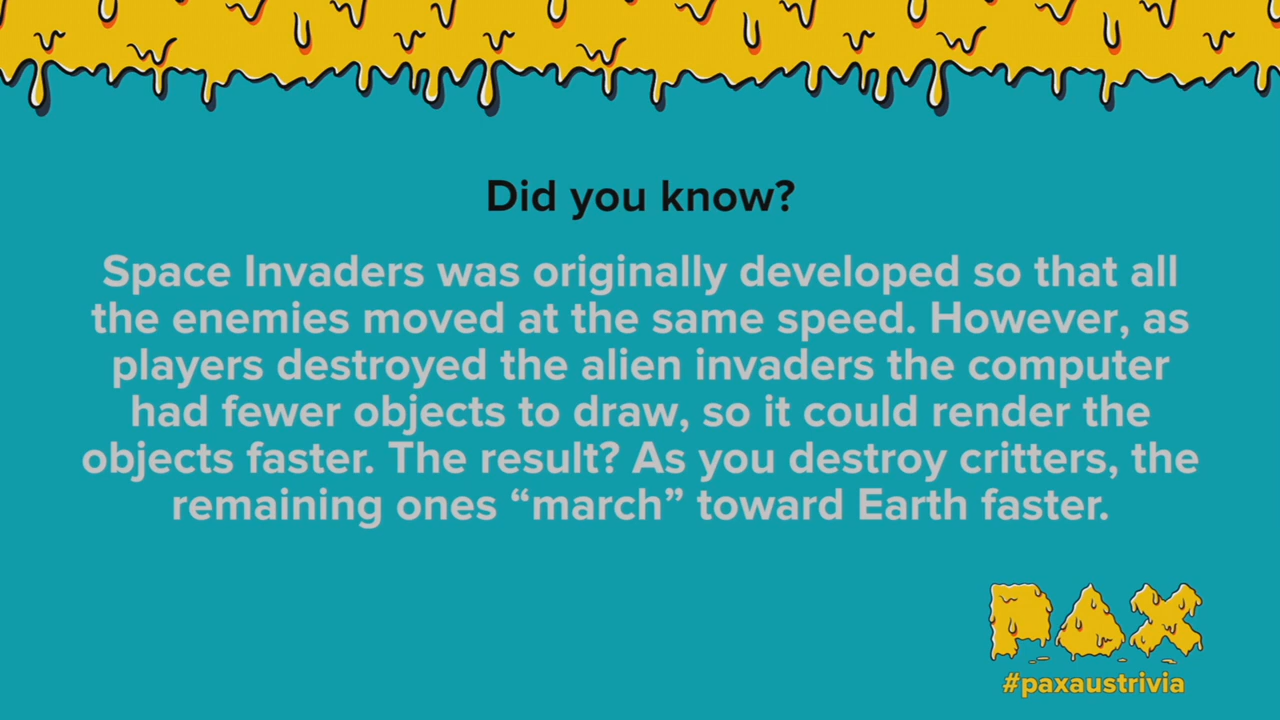 Did you know?
Space Invaders was originally developed so that all
the enemies moved at the same speed. However, as
players destroyed the alien invaders the computer
had fewer objects to draw, so it could render the
objects faster. The result? As you destroy critters, the
remaining ones “march” toward Earth faster.
PAX
#paxaustrivia